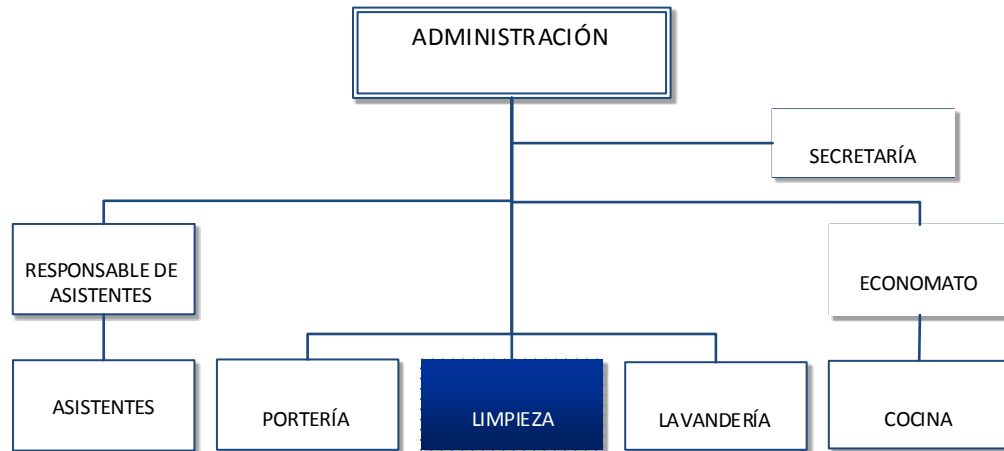 ADMINISTRACIÓN
SECRETARÍA
RESPONSABLE DE
ASISTENTES
ECONOMATO
ASISTENTES
PORTERÍA
LIMPIEZA
LAVANDERÍA
COCINA